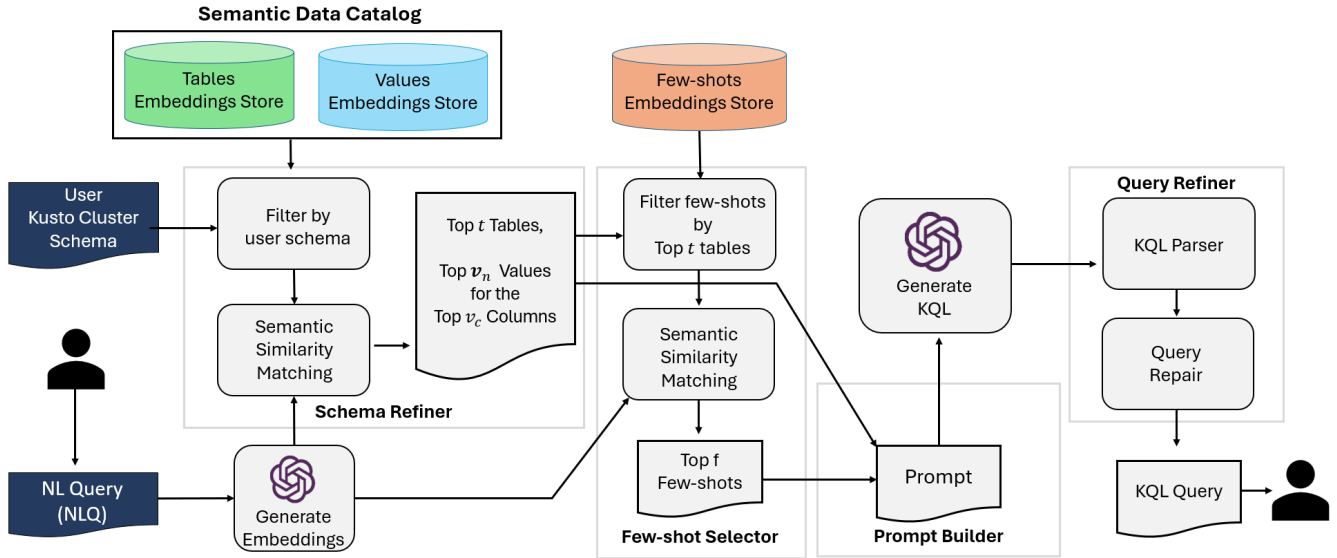 Semantic Data Catalog
Tables
Embeddings Store
Values
Embeddings Store
Few-shots
Embeddings Store
User
Kusto Cluster
Schema
Filter by
user schema
Top t Tables,
Top vₙ Values
for the
Top v꜀ Columns
Semantic
Similarity
Matching
Schema Refiner
Filter few-shots
by
Top t tables
Semantic
Similarity
Matching
Top f
Few-shots
Few-shot Selector
Generate
KQL
Query Refiner
KQL Parser
Query
Repair
NL Query
(NLQ)
Generate
Embeddings
Prompt
Prompt Builder
KQL Query